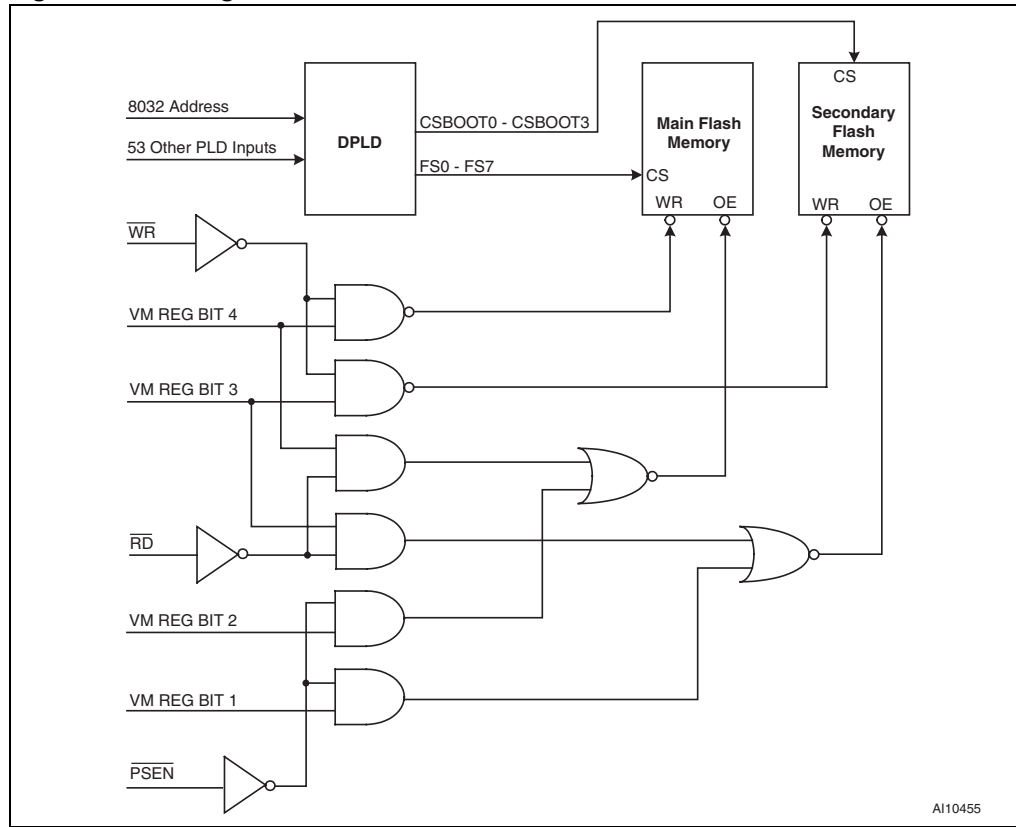 CS
8032 Address
CSBOOT0 - CSBOOT3
Main Flash
Memory
Secondary
Flash
Memory
DPLD
53 Other PLD Inputs
FS0 - FS7
CS
WR OE
WR OE
WR
VM REG BIT 4
VM REG BIT 3
RD
VM REG BIT 2
VM REG BIT 1
PSEN
AI10455